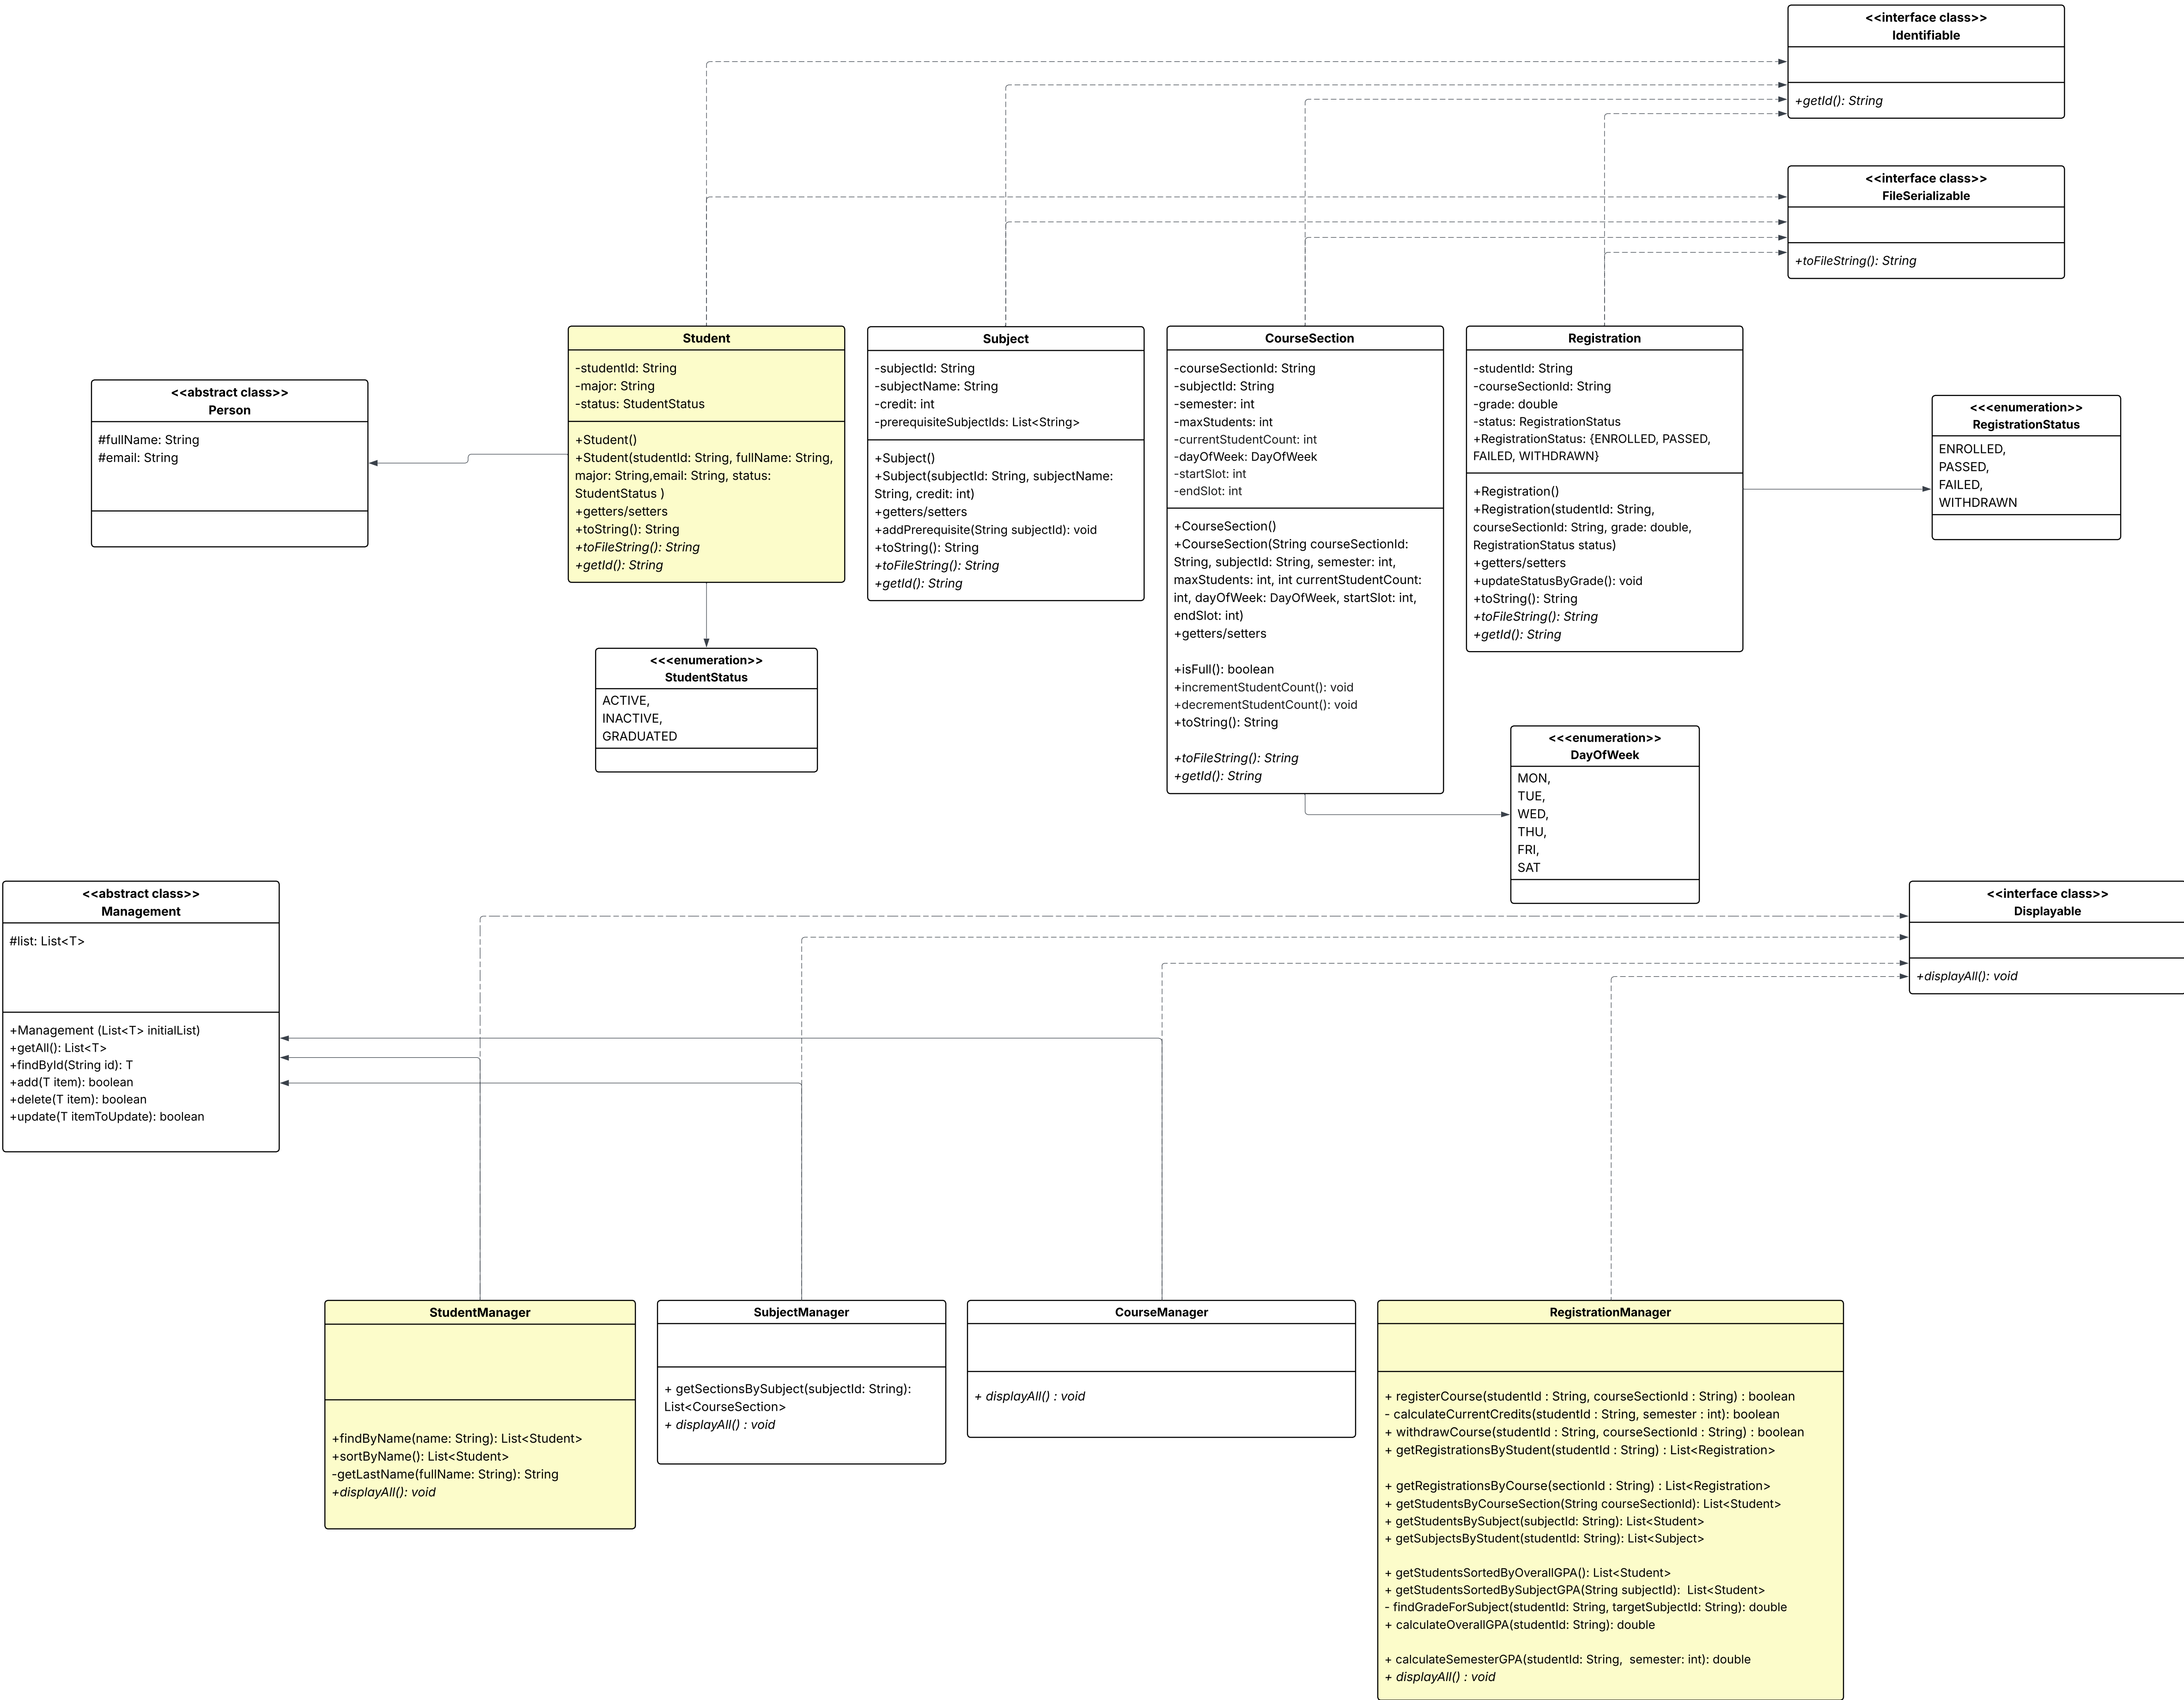 <<interface class>>
Identifiable
+getId(): String
<<interface class>>
FileSerializable
+toFileString(): String
<<abstract class>>
Person
#fullName: String
#email: String
Student
-studentId: String
-major: String
-status: StudentStatus
+Student()
+Student(studentId: String, fullName: String,
major: String,email: String, status:
StudentStatus )
+getters/setters
+toString(): String
+toFileString(): String
+getId(): String
Subject
-subjectId: String
-subjectName: String
-credit: int
-prerequisiteSubjectIds: List<String>
+Subject()
+Subject(subjectId: String, subjectName:
String, credit: int)
+getters/setters
+addPrerequisite(String subjectId): void
+toString(): String
+toFileString(): String
+getId(): String
CourseSection
-courseSectionId: String
-subjectId: String
-semester: int
-maxStudents: int
-currentStudentCount: int
-dayOfWeek: DayOfWeek
-startSlot: int
-endSlot: int
+CourseSection()
+CourseSection(String courseSectionId:
String, subjectId: String, semester: int,
maxStudents: int, int currentStudentCount:
int, dayOfWeek: DayOfWeek, startSlot: int,
endSlot: int)
+getters/setters
+isFull(): boolean
+incrementStudentCount(): void
+decrementStudentCount(): void
+toString(): String
+toFileString(): String
+getId(): String
Registration
-studentId: String
-courseSectionId: String
-grade: double
-status: RegistrationStatus
+RegistrationStatus: {ENROLLED, PASSED,
FAILED, WITHDRAWN}
+Registration()
+Registration(studentId: String,
courseSectionId: String, grade: double,
RegistrationStatus status)
+getters/setters
+updateStatusByGrade(): void
+toString(): String
+toFileString(): String
+getId(): String
<<<enumeration>>
RegistrationStatus
ENROLLED,
PASSED,
FAILED,
WITHDRAWN
<<<enumeration>>
StudentStatus
ACTIVE,
INACTIVE,
GRADUATED
<<<enumeration>>
DayOfWeek
MON,
TUE,
WED,
THU,
FRI,
SAT
<<abstract class>>
Management
#list: List<T>
+Management (List<T> initialList)
+getAll(): List<T>
+findById(String id): T
+add(T item): boolean
+delete(T item): boolean
+update(T itemToUpdate): boolean
<<interface class>>
Displayable
+displayAll(): void
StudentManager
+findByName(name: String): List<Student>
+sortByName(): List<Student>
-getLastName(fullName: String): String
+displayAll(): void
SubjectManager
+ getSectionsBySubject(subjectId: String):
List<CourseSection>
+ displayAll() : void
CourseManager
+ displayAll() : void
RegistrationManager
+ registerCourse(studentId : String, courseSectionId : String) : boolean
- calculateCurrentCredits(studentId : String, semester : int): boolean
+ withdrawCourse(studentId : String, courseSectionId : String) : boolean
+ getRegistrationsByStudent(studentId : String) : List<Registration>
+ getRegistrationsByCourse(sectionId : String) : List<Registration>
+ getStudentsByCourseSection(String courseSectionId): List<Student>
+ getStudentsBySubject(subjectId: String): List<Student>
+ getSubjectsByStudent(studentId: String): List<Subject>
+ getStudentsSortedByOverallGPA(): List<Student>
+ getStudentsSortedBySubjectGPA(String subjectId):  List<Student>
- findGradeForSubject(studentId: String, targetSubjectId: String): double
+ calculateOverallGPA(studentId: String): double
+ calculateSemesterGPA(studentId: String,  semester: int): double
+ displayAll() : void